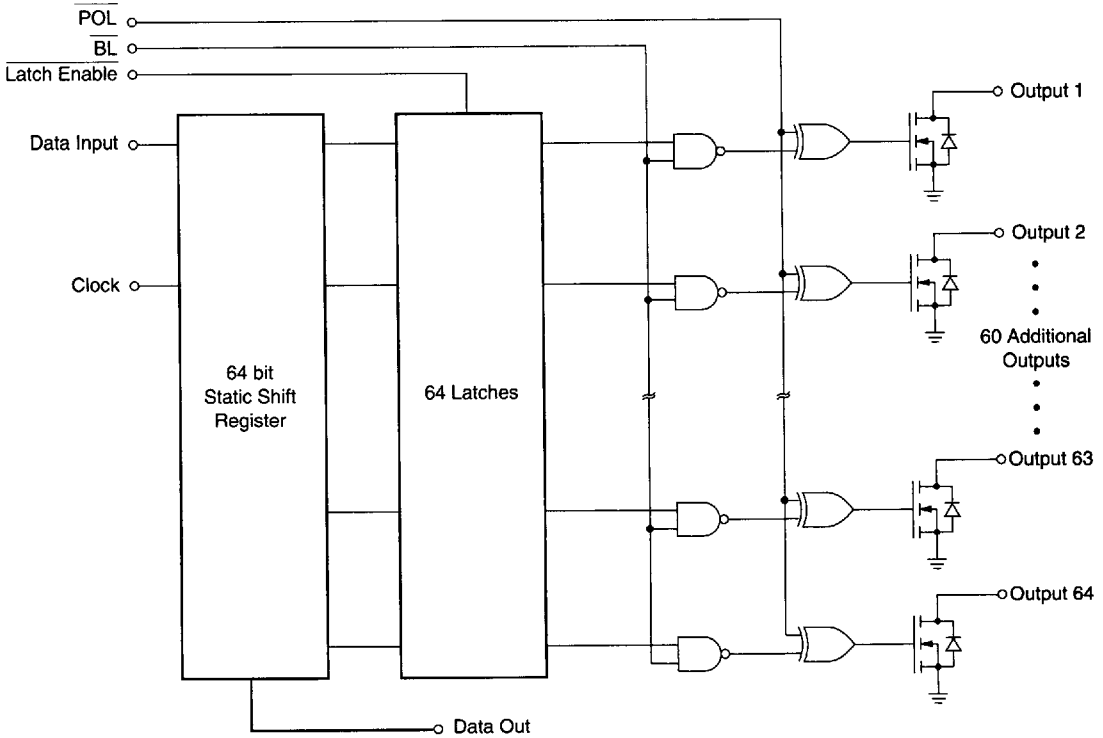 POL
BL
Latch Enable
Output 1
Data Input
Output 2
Clock
60 Additional
Outputs
64 bit
Static Shift
Register
64 Latches
Output 63
Output 64
Data Out